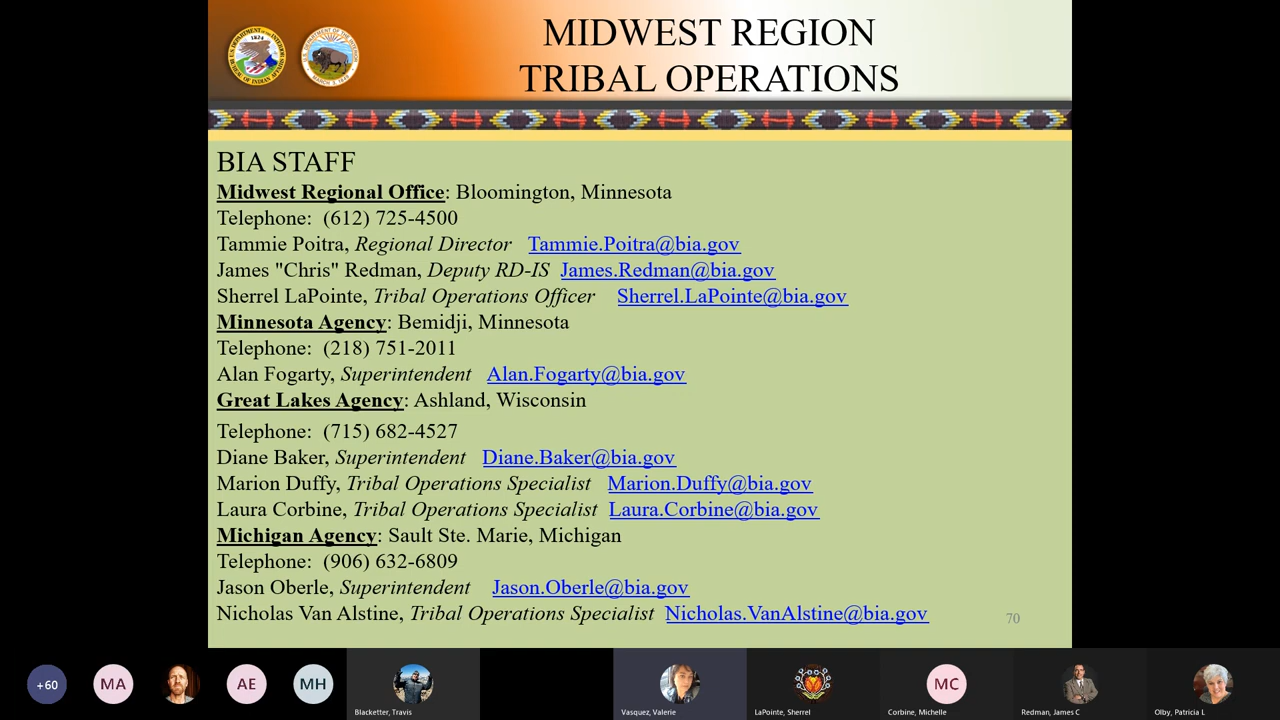 MIDWEST REGION
TRIBAL OPERATIONS
BIA STAFF
Midwest Regional Office: Bloomington, Minnesota
Telephone: (612) 725-4500
Tammie Poitra, Regional Director Tammie.Poitra@bia.gov
James "Chris" Redman, Deputy RD-IS James.Redman@bia.gov
Sherrel LaPointe, Tribal Operations Officer Sherrel.LaPointe@bia.gov
Minnesota Agency: Bemidji, Minnesota
Telephone: (218) 751-2011
Alan Fogarty, Superintendent Alan.Fogarty@bia.gov
Great Lakes Agency: Ashland, Wisconsin
Telephone: (715) 682-4527
Diane Baker, Superintendent Diane.Baker@bia.gov
Marion Duffy, Tribal Operations Specialist Marion.Duffy@bia.gov
Laura Corbine, Tribal Operations Specialist Laura.Corbine@bia.gov
Michigan Agency: Sault Ste. Marie, Michigan
Telephone: (906) 632-6809
Jason Oberle, Superintendent Jason.Oberle@bia.gov
Nicholas Van Alstine, Tribal Operations Specialist Nicholas.VanAlstine@bia.gov
70
+60 MA AE MH MC
Blacketter, Travis Vasquez, Valerie LaPointe, Sherrel Corbine, Michelle Redman, James C Olby, Patricia L